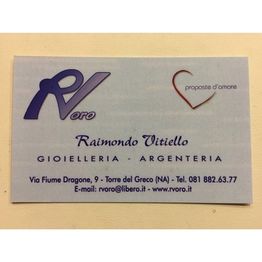 RV oro
proposte d'amore
Raimondo Vitiello
GIOIELLERIA - ARGENTERIA
Via Fiume Dragone, 9 - Torre del Greco (NA) - Tel. 081 882.63.77
E-mail: rvoro@libero.it - www.rvoro.it